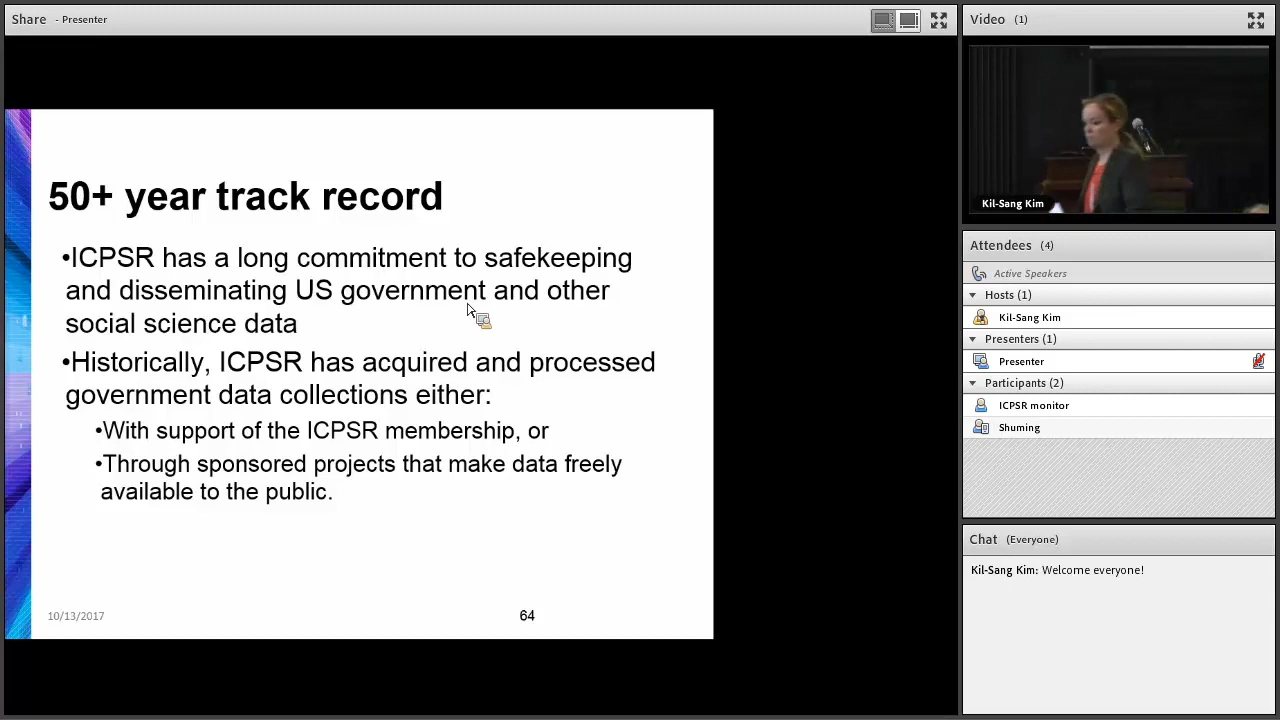 Share - Presenter
50+ year track record
•ICPSR has a long commitment to safekeeping
and disseminating US government and other
social science data
•Historically, ICPSR has acquired and processed
government data collections either:
•With support of the ICPSR membership, or
•Through sponsored projects that make data freely
available to the public.
10/13/2017
64
Video (1)
Kil-Sang Kim
Attendees (4)
Active Speakers
Hosts (1)
Kil-Sang Kim
Presenters (1)
Presenter
Participants (2)
ICPSR monitor
Shuming
Chat (Everyone)
Kil-Sang Kim: Welcome everyone!